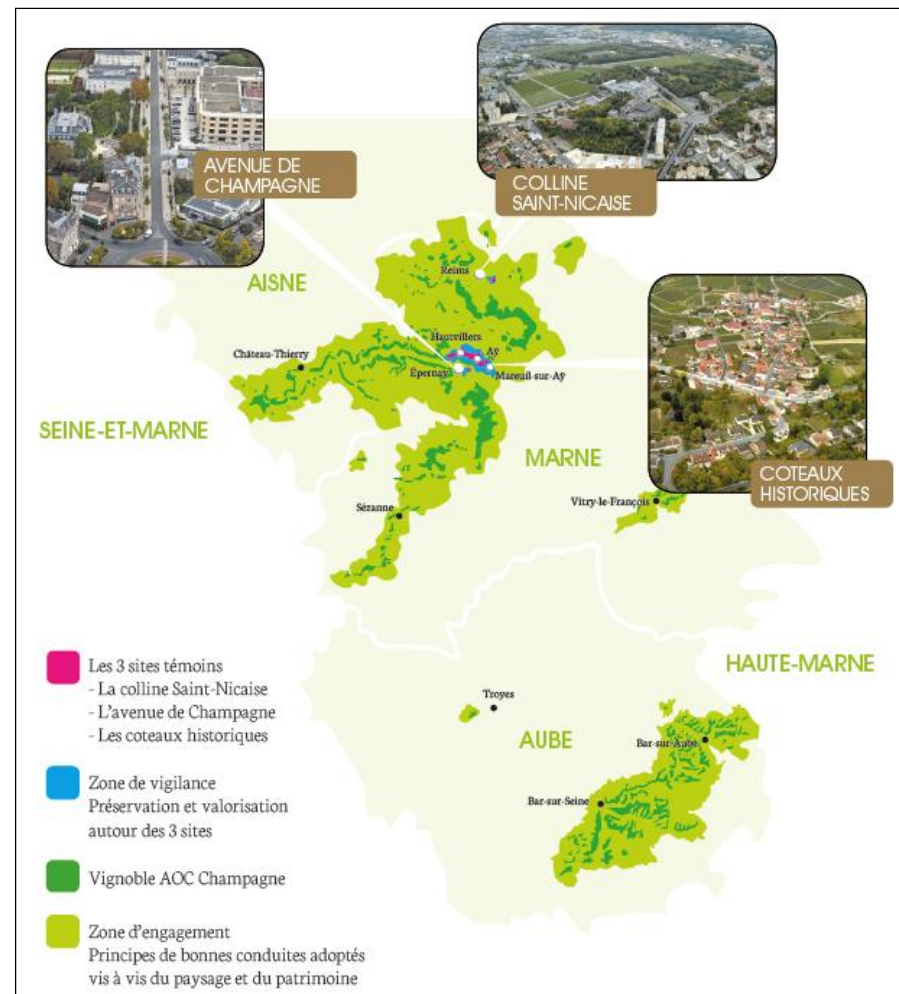 AVENUE DE
CHAMPAGNE
COLLINE
SAINT-NICAISE
AISNE
Reims
Hautvillers
Château-Thierry
Aÿ
Épernay
Mareuil-sur-Aÿ
SEINE-ET-MARNE
MARNE
COTEAUX
HISTORIQUES
Sézanne
Vitry-le-François
Les 3 sites témoins
- La colline Saint-Nicaise
- L'avenue de Champagne
- Les coteaux historiques
HAUTE-MARNE
Troyes
AUBE
Bar-sur-Aube
Zone de vigilance
Préservation et valorisation
autour des 3 sites
Bar-sur-Seine
Vignoble AOC Champagne
Zone d'engagement
Principes de bonnes conduites adoptés
vis à vis du paysage et du patrimoine